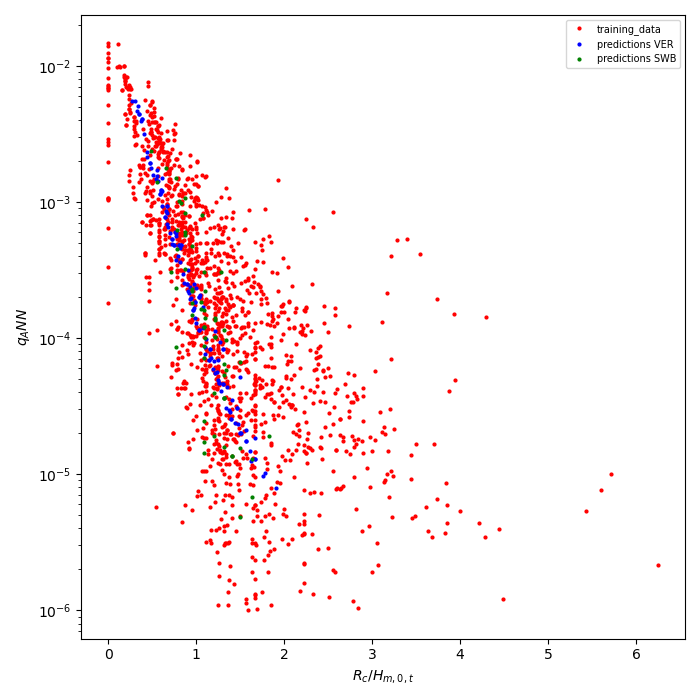 training_data
predictions VER
predictions SWB
10⁻²
10⁻³
10⁻⁴
10⁻⁵
10⁻⁶
q_ANN
0 1 2 3 4 5 6
R_c/H_{m,0,t}